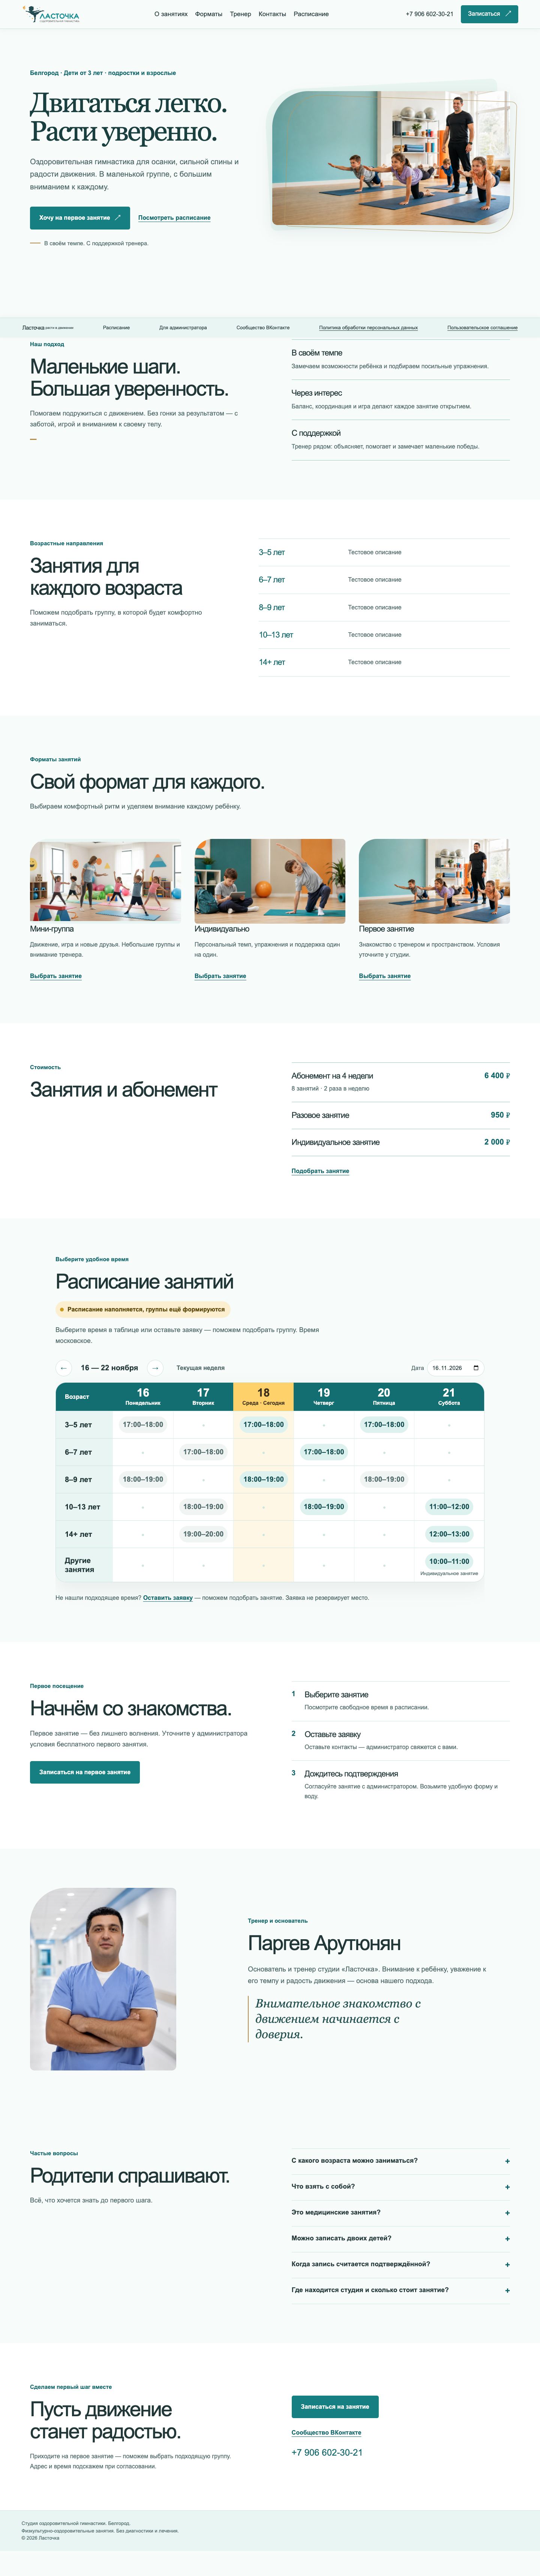 ЛАСТОЧКА
О занятиях Форматы Тренер Контакты Расписание
+7 906 602-30-21
Записаться
Белгород · Дети от 3 лет · подростки и взрослые
Двигаться легко.
Расти уверенно.
Оздоровительная гимнастика для осанки, сильной спины и
радости движения. В маленькой группе, с большим
вниманием к каждому.
Хочу на первое занятие
Посмотреть расписание
В своём темпе. С поддержкой тренера.
Ласточка
Расписание
Для администратора
Сообщество ВКонтакте
Политика обработки персональных данных
Пользовательское соглашение
Наш подход
Маленькие шаги.
Большая уверенность.
Помогаем подружиться с движением. Без гонки за результатом — с
заботой, игрой и вниманием к своему телу.
В своём темпе
Замечаем возможности ребёнка и подбираем посильные упражнения.
Через интерес
Баланс, координация и игра делают каждое занятие открытием.
С поддержкой
Тренер рядом: объясняет, помогает и замечает маленькие победы.
Возрастные направления
Занятия для
каждого возраста
Поможем подобрать группу, в которой будет комфортно
заниматься.
3–5 лет Тестовое описание
6–7 лет Тестовое описание
8–9 лет Тестовое описание
10–13 лет Тестовое описание
14+ лет Тестовое описание
Форматы занятий
Свой формат для каждого.
Выбираем комфортный ритм и уделяем внимание каждому ребёнку.
Мини-группа
Движение, игра и новые друзья. Небольшие группы и
внимание тренера.
Выбрать занятие
Индивидуально
Персональный темп, упражнения и поддержка один
на один.
Выбрать занятие
Первое занятие
Знакомство с тренером и пространством. Условия
уточните у студии.
Выбрать занятие
Стоимость
Занятия и абонемент
Абонемент на 4 недели 6 400 ₽
8 занятий · 2 раза в неделю
Разовое занятие 950 ₽
Индивидуальное занятие 2 000 ₽
Подобрать занятие
Выберите удобное время
Расписание занятий
Расписание наполняется, группы ещё формируются
Выберите время в таблице или оставьте заявку — поможем подобрать группу. Время
московское.
← 16 — 22 ноября → Текущая неделя Дата 16.11.2026
Возраст 16 17 18 19 20 21
Понедельник Вторник Среда · Сегодня Четверг Пятница Суббота
3–5 лет 17:00–18:00 - 17:00–18:00 - 17:00–18:00 -
6–7 лет - 17:00–18:00 - 17:00–18:00 - -
8–9 лет 18:00–19:00 - 18:00–19:00 - 18:00–19:00 -
10–13 лет - 18:00–19:00 - 18:00–19:00 - 11:00–12:00
14+ лет - 19:00–20:00 - - - 12:00–13:00
Другие
занятия - - - - - 10:00–11:00
Индивидуальное занятие
Не нашли подходящее время? Оставить заявку — поможем подобрать занятие. Заявка не резервирует место.
Первое посещение
Начнём со знакомства.
Первое занятие — без лишнего волнения. Уточните у администратора
условия бесплатного первого занятия.
Записаться на первое занятие
1 Выберите занятие
Посмотрите свободное время в расписании.
2 Оставьте заявку
Оставьте контакты — администратор свяжется с вами.
3 Дождитесь подтверждения
Согласуйте занятие с администратором. Возьмите удобную форму и
воду.
Тренер и основатель
Паргев Арутюнян
Основатель и тренер студии «Ласточка». Внимание к ребёнку, уважение к
его темпу и радость движения — основа нашего подхода.
Внимательное знакомство с
движением начинается с
доверия.
Частые вопросы
Родители спрашивают.
Всё, что хочется знать до первого шага.
С какого возраста можно заниматься? +
Что взять с собой? +
Это медицинские занятия? +
Можно записать двоих детей? +
Когда запись считается подтверждённой? +
Где находится студия и сколько стоит занятие? +
Сделаем первый шаг вместе
Пусть движение
станет радостью.
Приходите на первое занятие — поможем выбрать подходящую группу.
Адрес и время подскажем при согласовании.
Записаться на занятие
Сообщество ВКонтакте
+7 906 602-30-21
Студия оздоровительной гимнастики. Белгород.
Физкультурно-оздоровительные занятия. Без диагностики и лечения.
© 2026 Ласточка